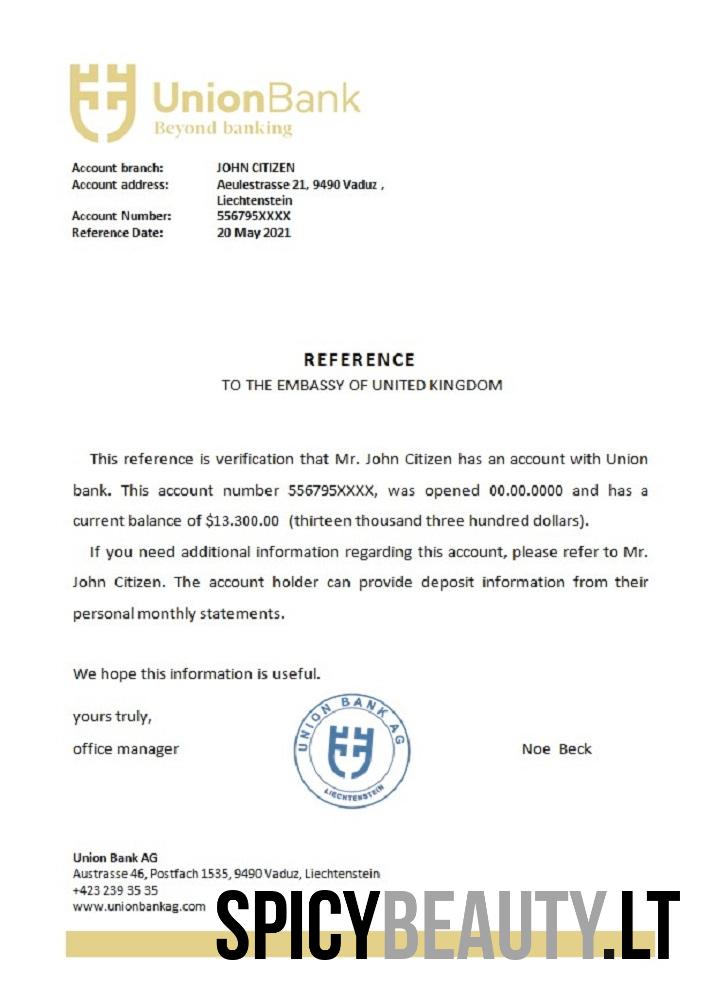 UnionBank
Beyond banking
Account branch: JOHN CITIZEN
Account address: Aeulestrasse 21, 9490 Vaduz ,
Liechtenstein
Account Number: 556795XXXX
Reference Date: 20 May 2021
REFERENCE
TO THE EMBASSY OF UNITED KINGDOM
This reference is verification that Mr. John Citizen has an account with Union
bank. This account number 556795XXXX, was opened 00.00.0000 and has a
current balance of $13.300.00 (thirteen thousand three hundred dollars).
If you need additional information regarding this account, please refer to Mr.
John Citizen. The account holder can provide deposit information from their
personal monthly statements.
We hope this information is useful.
yours truly,
office manager
UNION BANK AG
LIECHTENSTEIN
Noe Beck
Union Bank AG
Austrasse 46, Postfach 1535, 9490 Vaduz, Liechtenstein
+423 239 35 35
www.unionbankag.com
SPICYBEAUTY.LT